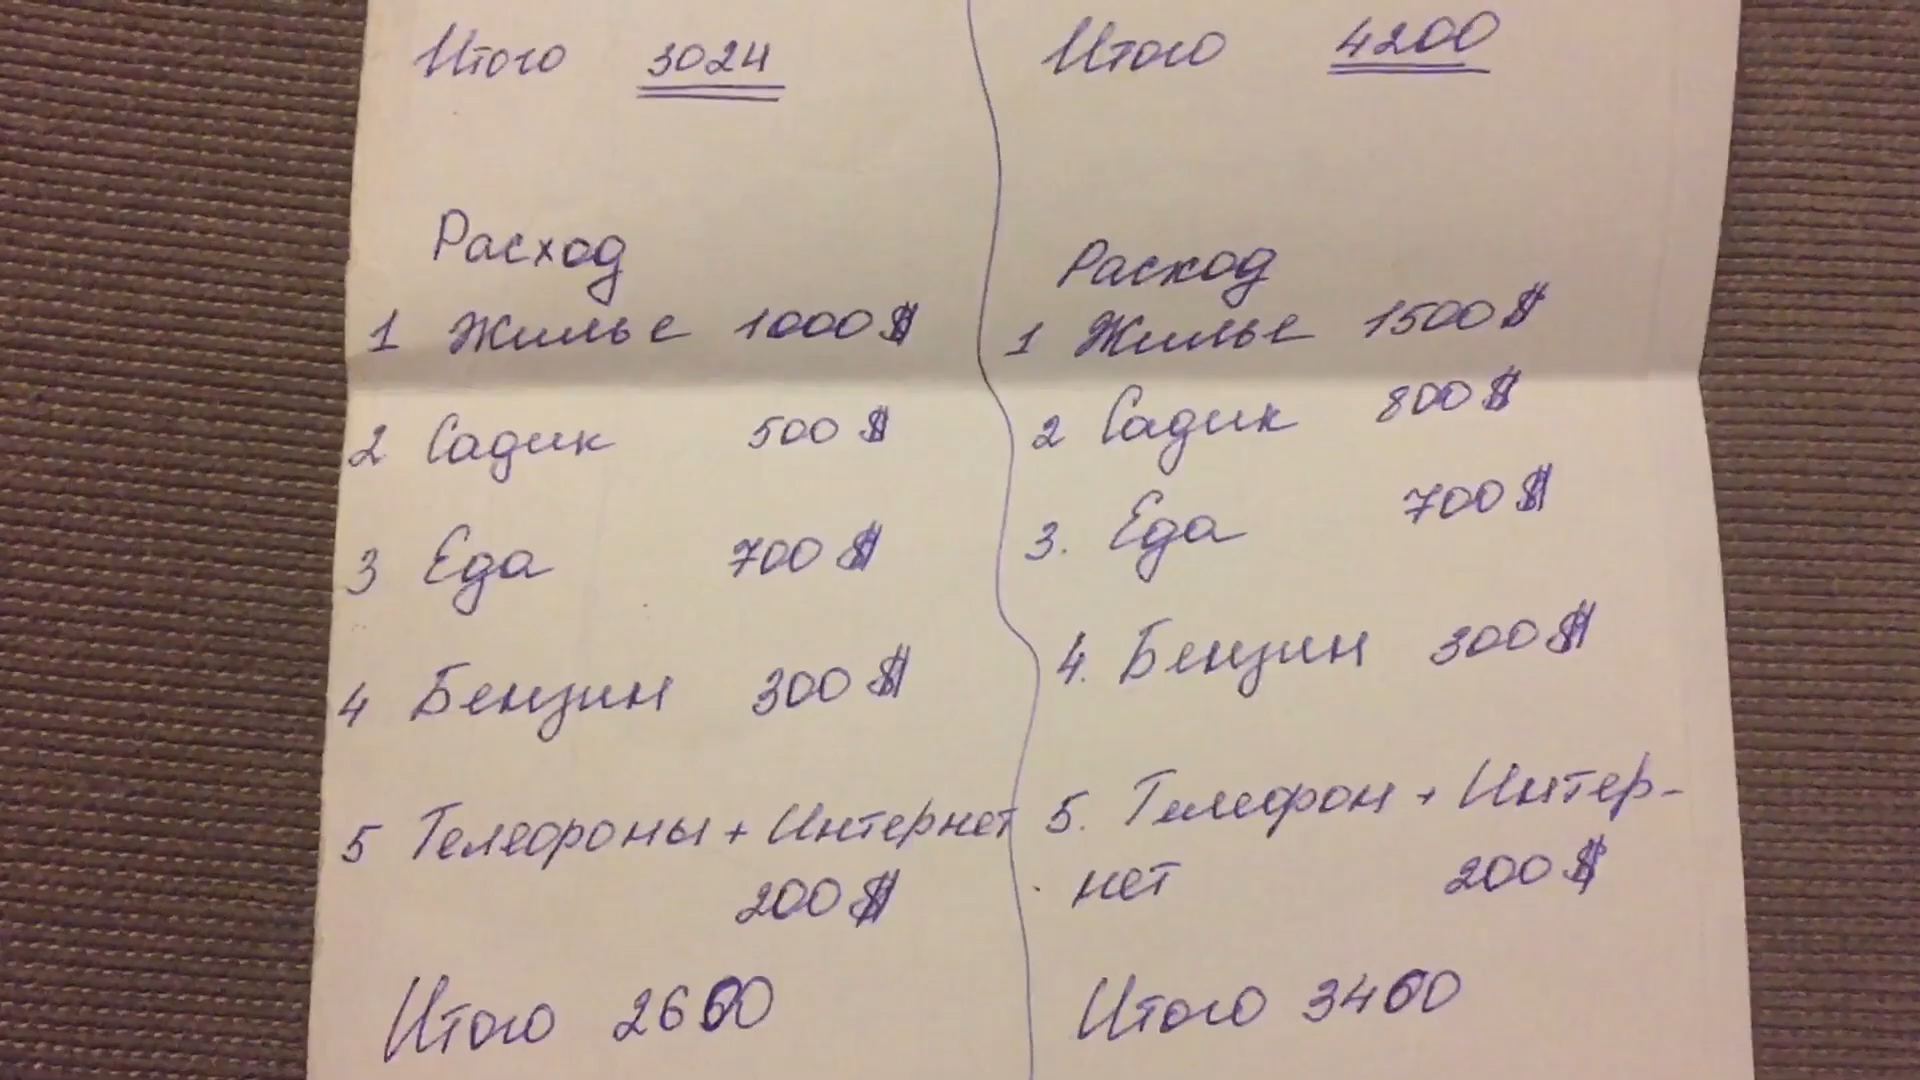 Итого 3024
Расход
1 Жилье 1000$
2 Садик 500$
3 Еда 700$
4 Бензин 300$
5 Телефоны + Интернет
200$
Итого 2600
Итого 4200
Расход
1 Жилье 1500$
2 Садик 800$
3. Еда 700$
4. Бензин 300$
5. Телефон + Интер-
нет 200$
Итого 3400